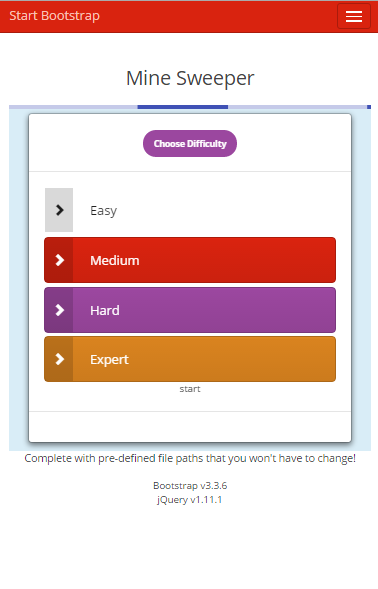 Start Bootstrap
Mine Sweeper
Choose Difficulty
Easy
Medium
Hard
Expert
start
Complete with pre-defined file paths that you won't have to change!
Bootstrap v3.3.6
jQuery v1.11.1